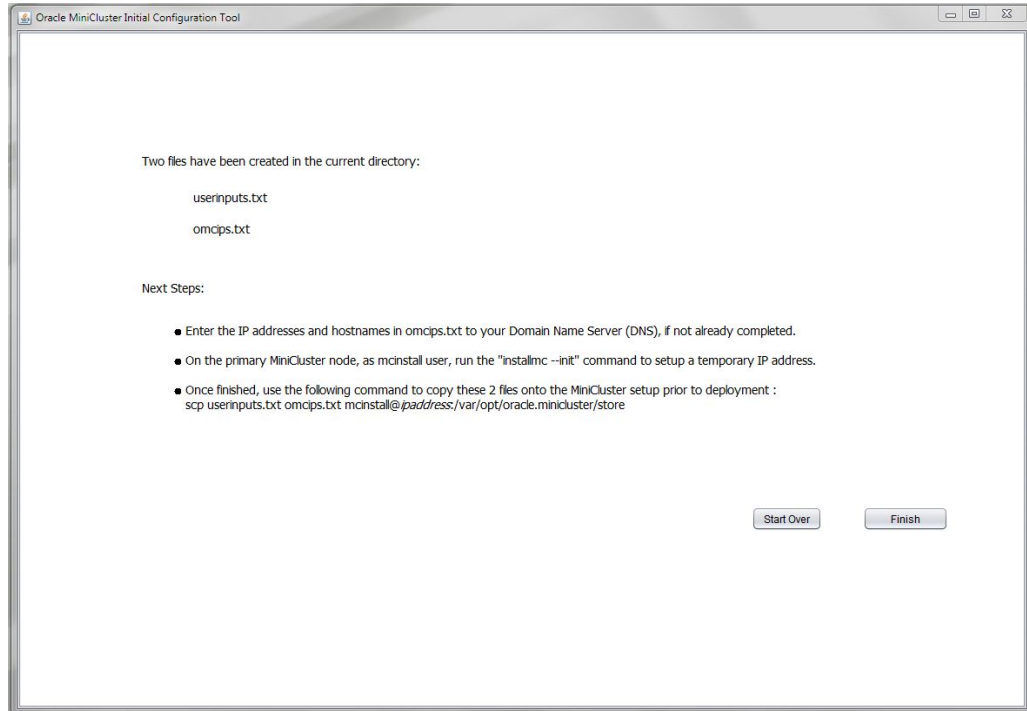 Oracle MiniCluster Initial Configuration Tool
Two files have been created in the current directory:
userinputs.txt
omcips.txt
Next Steps:
Enter the IP addresses and hostnames in omcips.txt to your Domain Name Server (DNS), if not already completed.
On the primary MiniCluster node, as mcinstall user, run the "installmc --init" command to setup a temporary IP address.
Once finished, use the following command to copy these 2 files onto the MiniCluster setup prior to deployment :
scp userinputs.txt omcips.txt mcinstall@ipaddress:/var/opt/oracle.minicluster/store
Start Over
Finish